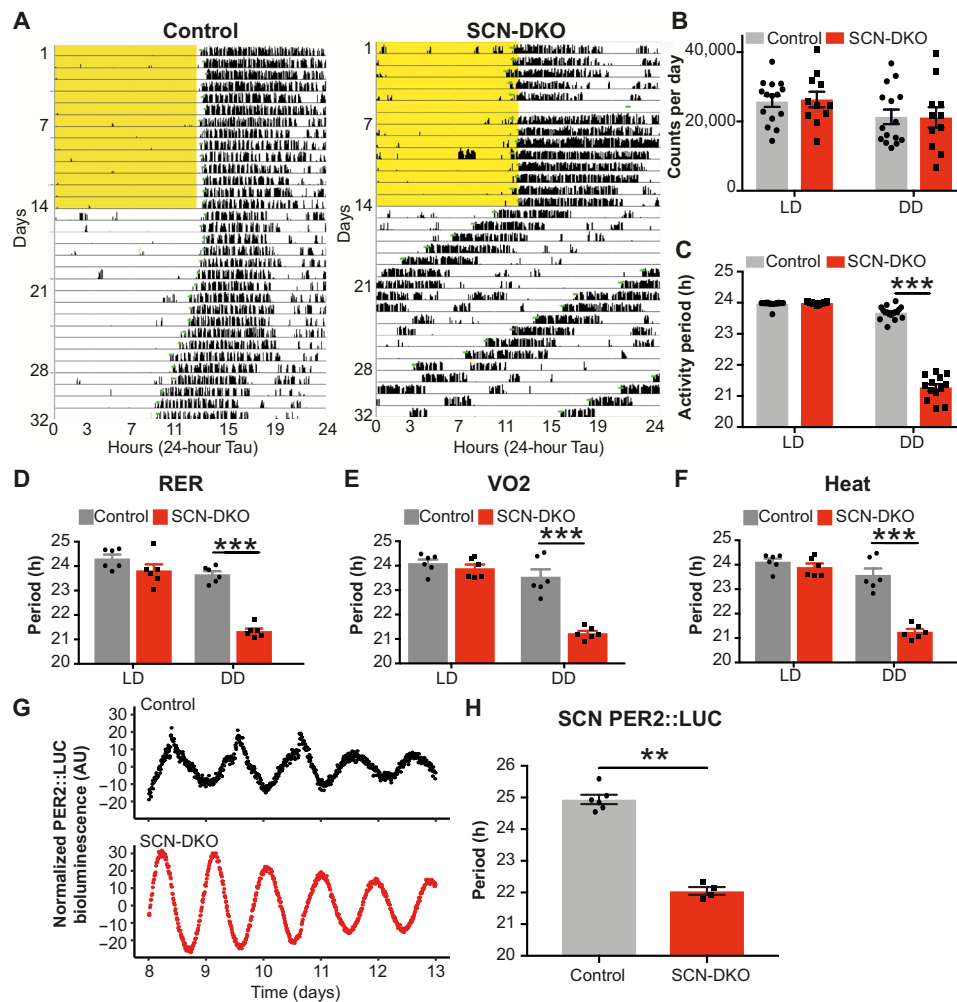 A
Control
SCN-DKO
1
7
14
21
28
32
Days
0 3 7 11 15 19 24
Hours (24-hour Tau)
1
7
14
21
28
32
Days
0 3 7 11 15 19 24
Hours (24-hour Tau)
B
Control SCN-DKO
40,000
20,000
0
Counts per day
LD DD
C
Control SCN-DKO
***
25
24
23
22
21
20
Activity period (h)
LD DD
D
RER
Control SCN-DKO
***
25
24
23
22
21
20
Period (h)
LD DD
E
VO2
Control SCN-DKO
***
25
24
23
22
21
20
Period (h)
LD DD
F
Heat
Control SCN-DKO
***
25
24
23
22
21
20
Period (h)
LD DD
G
Control
30
20
10
0
−10
−20
SCN-DKO
30
20
10
0
−10
−20
Normalized PER2::LUC
bioluminescence (AU)
8 9 10 11 12 13
Time (days)
H
SCN PER2::LUC
**
26
25
24
23
22
21
20
Period (h)
Control SCN-DKO